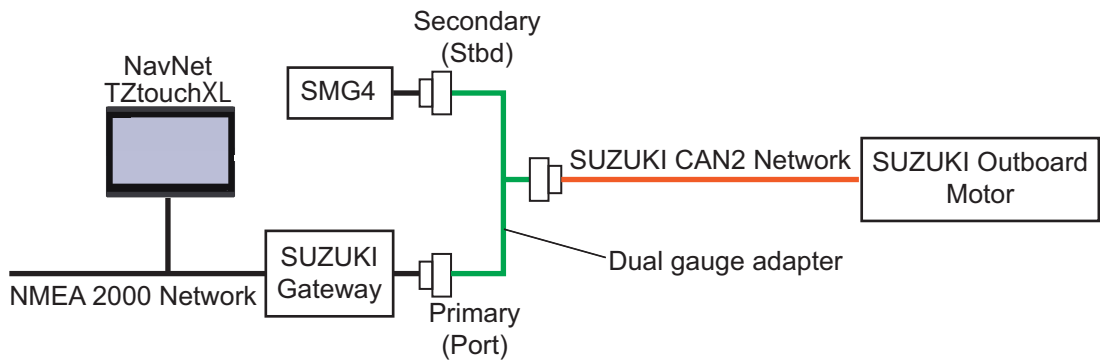 Secondary
(Stbd)
NavNet
TZtouchXL
SMG4
SUZUKI CAN2 Network
SUZUKI Outboard
Motor
SUZUKI
Gateway
Dual gauge adapter
NMEA 2000 Network
Primary
(Port)